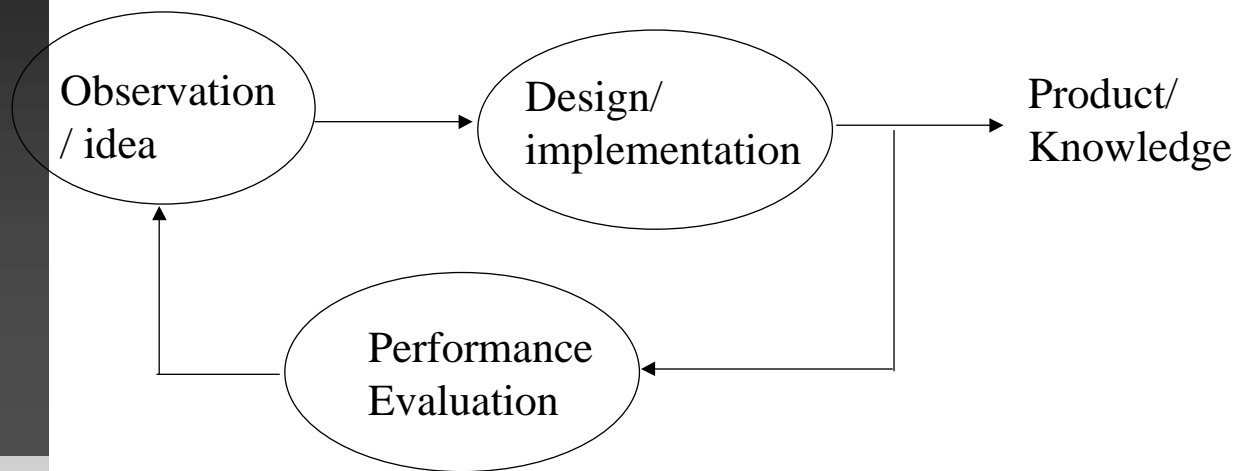 Observation
/ idea
Design/
implementation
Product/
Knowledge
Performance
Evaluation